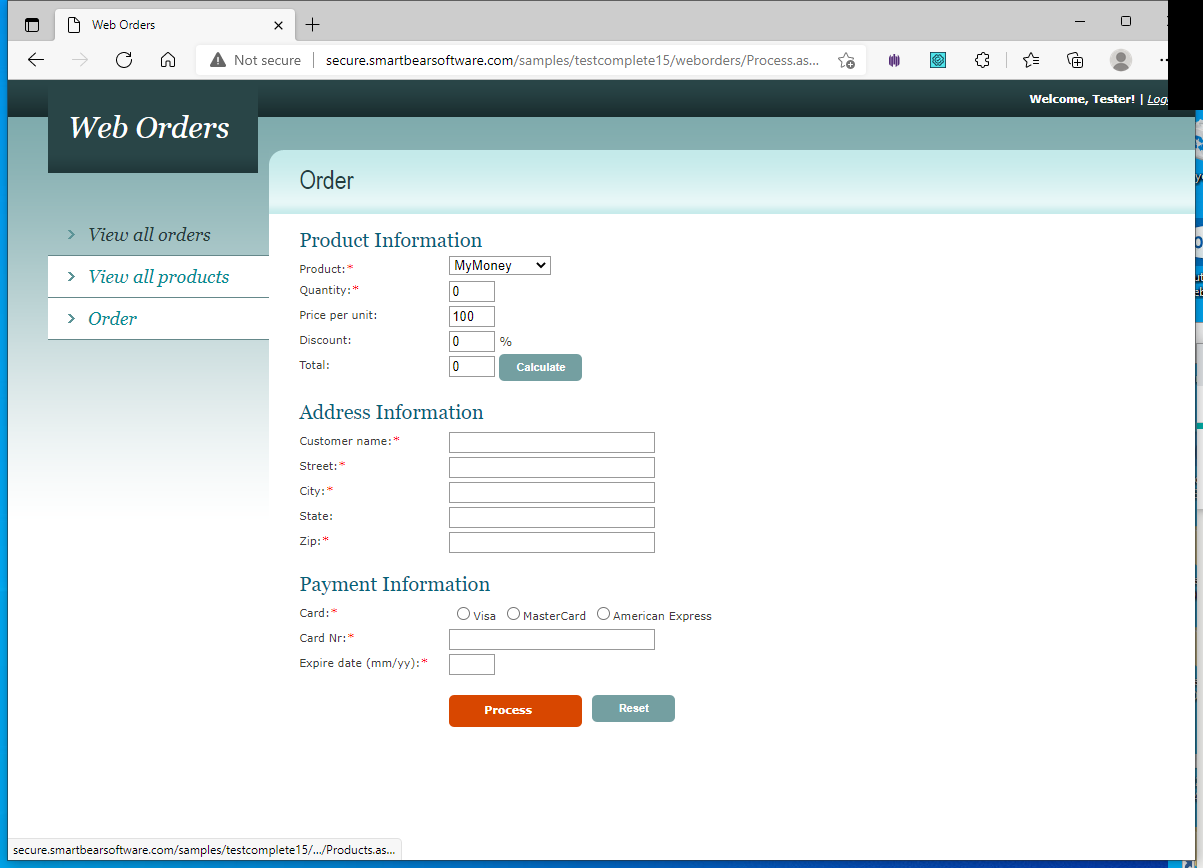 Web Orders
Not secure secure.smartbearsoftware.com/samples/testcomplete15/weborders/Process.as...
Welcome, Tester! |
Web Orders
Order
View all orders
View all products
Order
Product Information
Product:* MyMoney
Quantity:* 0
Price per unit: 100
Discount: 0 %
Total: 0 Calculate
Address Information
Customer name:*
Street:*
City:*
State:
Zip:*
Payment Information
Card:* Visa MasterCard American Express
Card Nr:*
Expire date (mm/yy):*
Process Reset
secure.smartbearsoftware.com/samples/testcomplete15/.../Products.as...